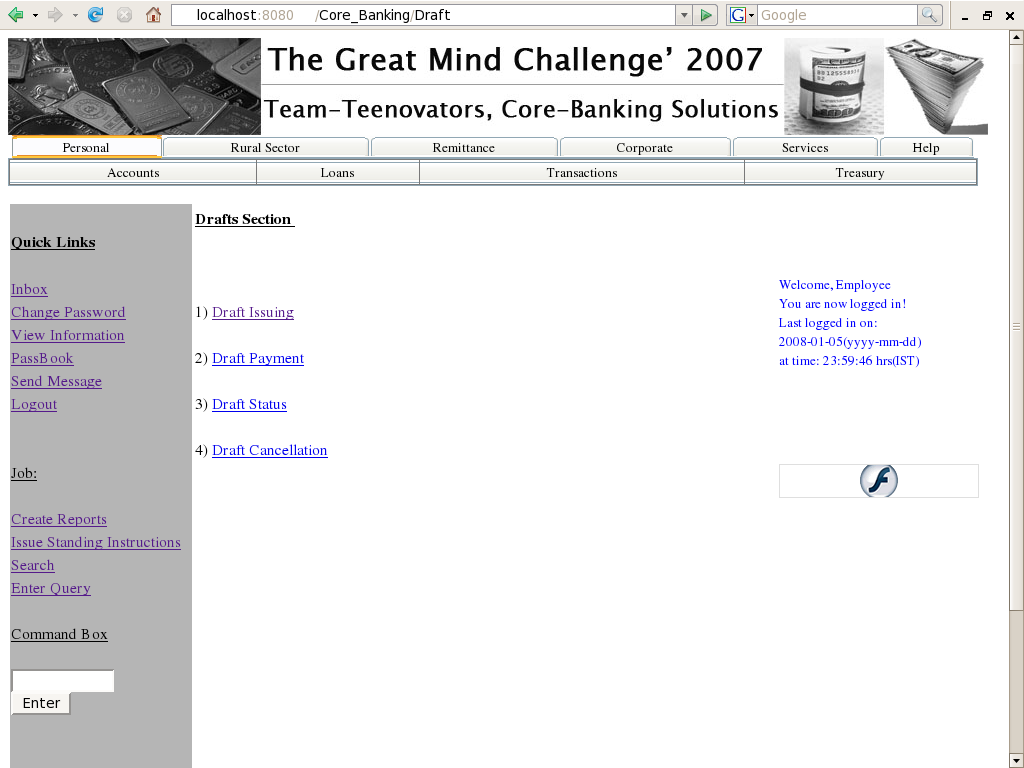 localhost:8080 /Core_Banking/Draft
G Google
The Great Mind Challenge' 2007
Team-Teenovators, Core-Banking Solutions
Personal Rural Sector Remittance Corporate Services Help
Accounts Loans Transactions Treasury
Drafts Section
Quick Links
Inbox
Change Password
View Information
PassBook
Send Message
Logout
Job:
Create Reports
Issue Standing Instructions
Search
Enter Query
Command Box
Enter
1) Draft Issuing
2) Draft Payment
3) Draft Status
4) Draft Cancellation
Welcome, Employee
You are now logged in!
Last logged in on:
2008-01-05(yyyy-mm-dd)
at time: 23:59:46 hrs(IST)